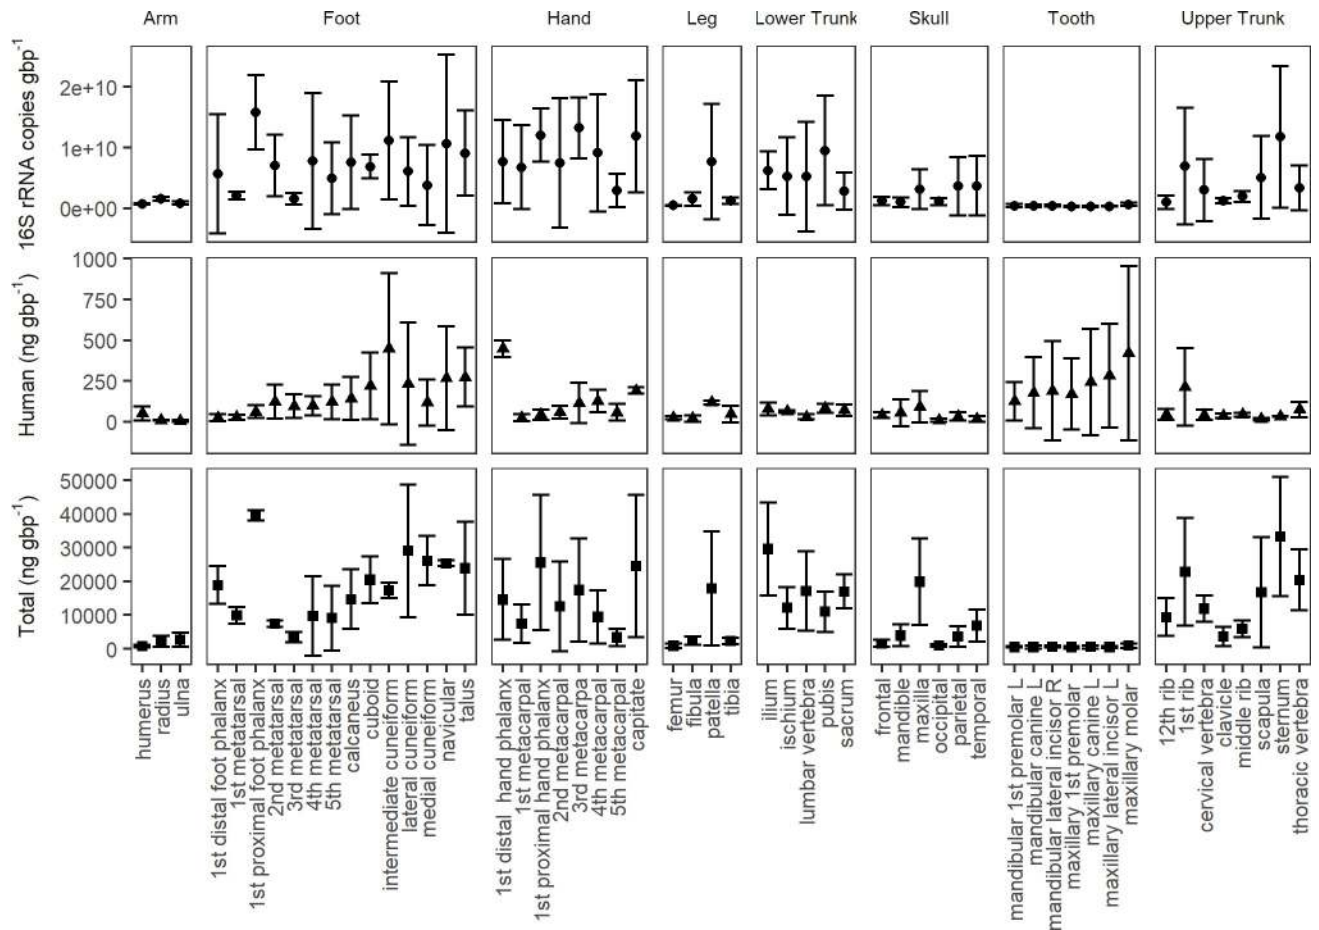 Arm Foot Hand Leg Lower Trunk Skull Tooth Upper Trunk
16S rRNA copies gbp⁻¹
2e+10
1e+10
0e+00
Human (ng gbp⁻¹)
1000
750
500
250
0
Total (ng gbp⁻¹)
50000
40000
30000
20000
10000
0
humerus
radius
ulna
1st distal foot phalanx
1st metatarsal
1st proximal foot phalanx
2nd metatarsal
3rd metatarsal
4th metatarsal
5th metatarsal
calcaneus
cuboid
intermediate cuneiform
lateral cuneiform
medial cuneiform
navicular
talus
1st distal hand phalanx
1st metacarpal
1st proximal hand phalanx
2nd metacarpal
3rd metacarpa
4th metacarpal
5th metacarpal
capitate
femur
fibula
patella
tibia
ilium
ischium
lumbar vertebra
pubis
sacrum
frontal
mandible
maxilla
occipital
parietal
temporal
mandibular 1st premolar L
mandibular canine L
mandibular lateral incisor R
maxillary 1st premolar
maxillary canine L
maxillary lateral incisor L
maxillary molar
12th rib
1st rib
cervical vertebra
clavicle
middle rib
scapula
sternum
thoracic vertebra